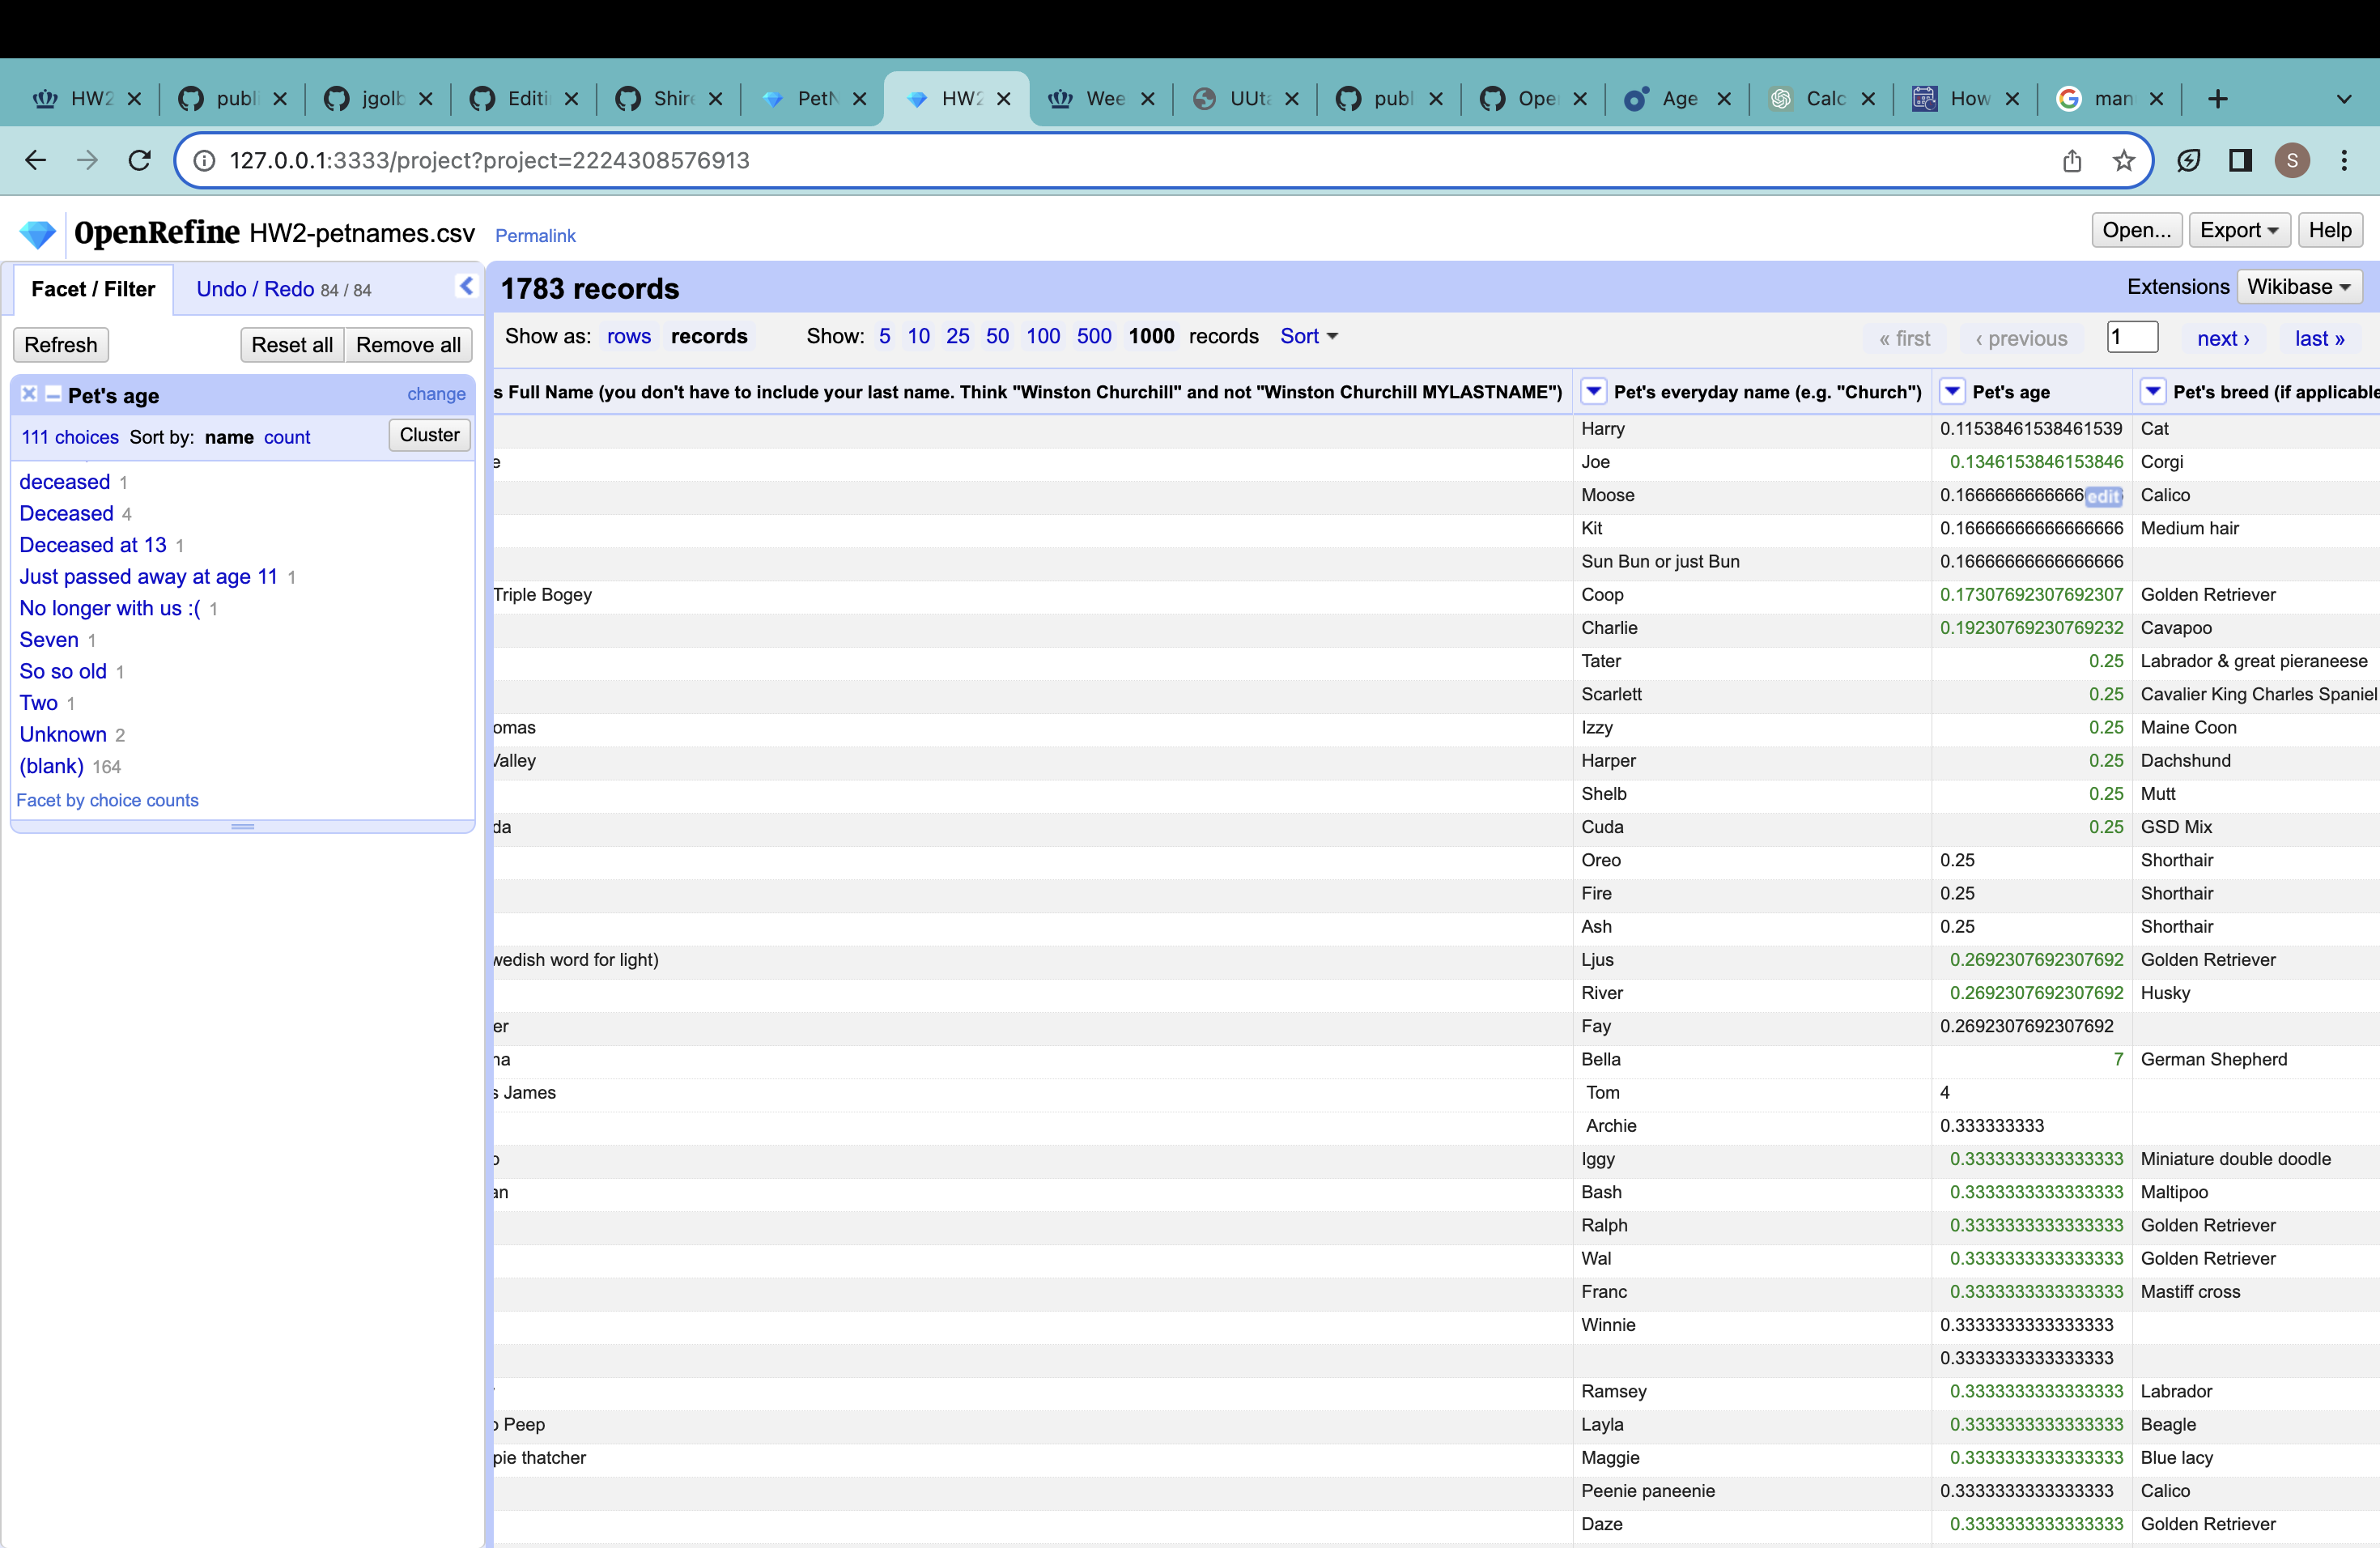 HW2 publ jgolb Editi Shire PetN HW2 Wee UUta publ Ope Age Calc How man
127.0.0.1:3333/project?project=2224308576913 S
OpenRefine HW2-petnames.csv Permalink Open... Export Help
Facet / Filter Undo / Redo 84 / 84
1783 records Extensions Wikibase
Refresh Reset all Remove all
Show as: rows records Show: 5 10 25 50 100 500 1000 records Sort « first ‹ previous 1 next › last »
Pet's age change
111 choices Sort by: name count Cluster
deceased 1
Deceased 4
Deceased at 13 1
Just passed away at age 11 1
No longer with us :( 1
Seven 1
So so old 1
Two 1
Unknown 2
(blank) 164
Facet by choice counts
s Full Name (you don't have to include your last name. Think "Winston Churchill" and not "Winston Churchill MYLASTNAME") Pet's everyday name (e.g. "Church") Pet's age Pet's breed (if applicable
Harry 0.11538461538461539 Cat
e Joe 0.1346153846153846 Corgi
Moose 0.1666666666666 edit Calico
Kit 0.16666666666666666 Medium hair
Sun Bun or just Bun 0.16666666666666666
Triple Bogey Coop 0.17307692307692307 Golden Retriever
Charlie 0.19230769230769232 Cavapoo
Tater 0.25 Labrador & great pieraneese
Scarlett 0.25 Cavalier King Charles Spaniel
omas Izzy 0.25 Maine Coon
Valley Harper 0.25 Dachshund
Shelb 0.25 Mutt
da Cuda 0.25 GSD Mix
Oreo 0.25 Shorthair
Fire 0.25 Shorthair
Ash 0.25 Shorthair
wedish word for light) Ljus 0.2692307692307692 Golden Retriever
River 0.2692307692307692 Husky
er Fay 0.2692307692307692
na Bella 7 German Shepherd
s James Tom 4
Archie 0.333333333
o Iggy 0.3333333333333333 Miniature double doodle
an Bash 0.3333333333333333 Maltipoo
Ralph 0.3333333333333333 Golden Retriever
Wal 0.3333333333333333 Golden Retriever
Franc 0.3333333333333333 Mastiff cross
Winnie 0.3333333333333333
0.3333333333333333
Ramsey 0.3333333333333333 Labrador
o Peep Layla 0.3333333333333333 Beagle
pie thatcher Maggie 0.3333333333333333 Blue lacy
Peenie paneenie 0.3333333333333333 Calico
Daze 0.3333333333333333 Golden Retriever